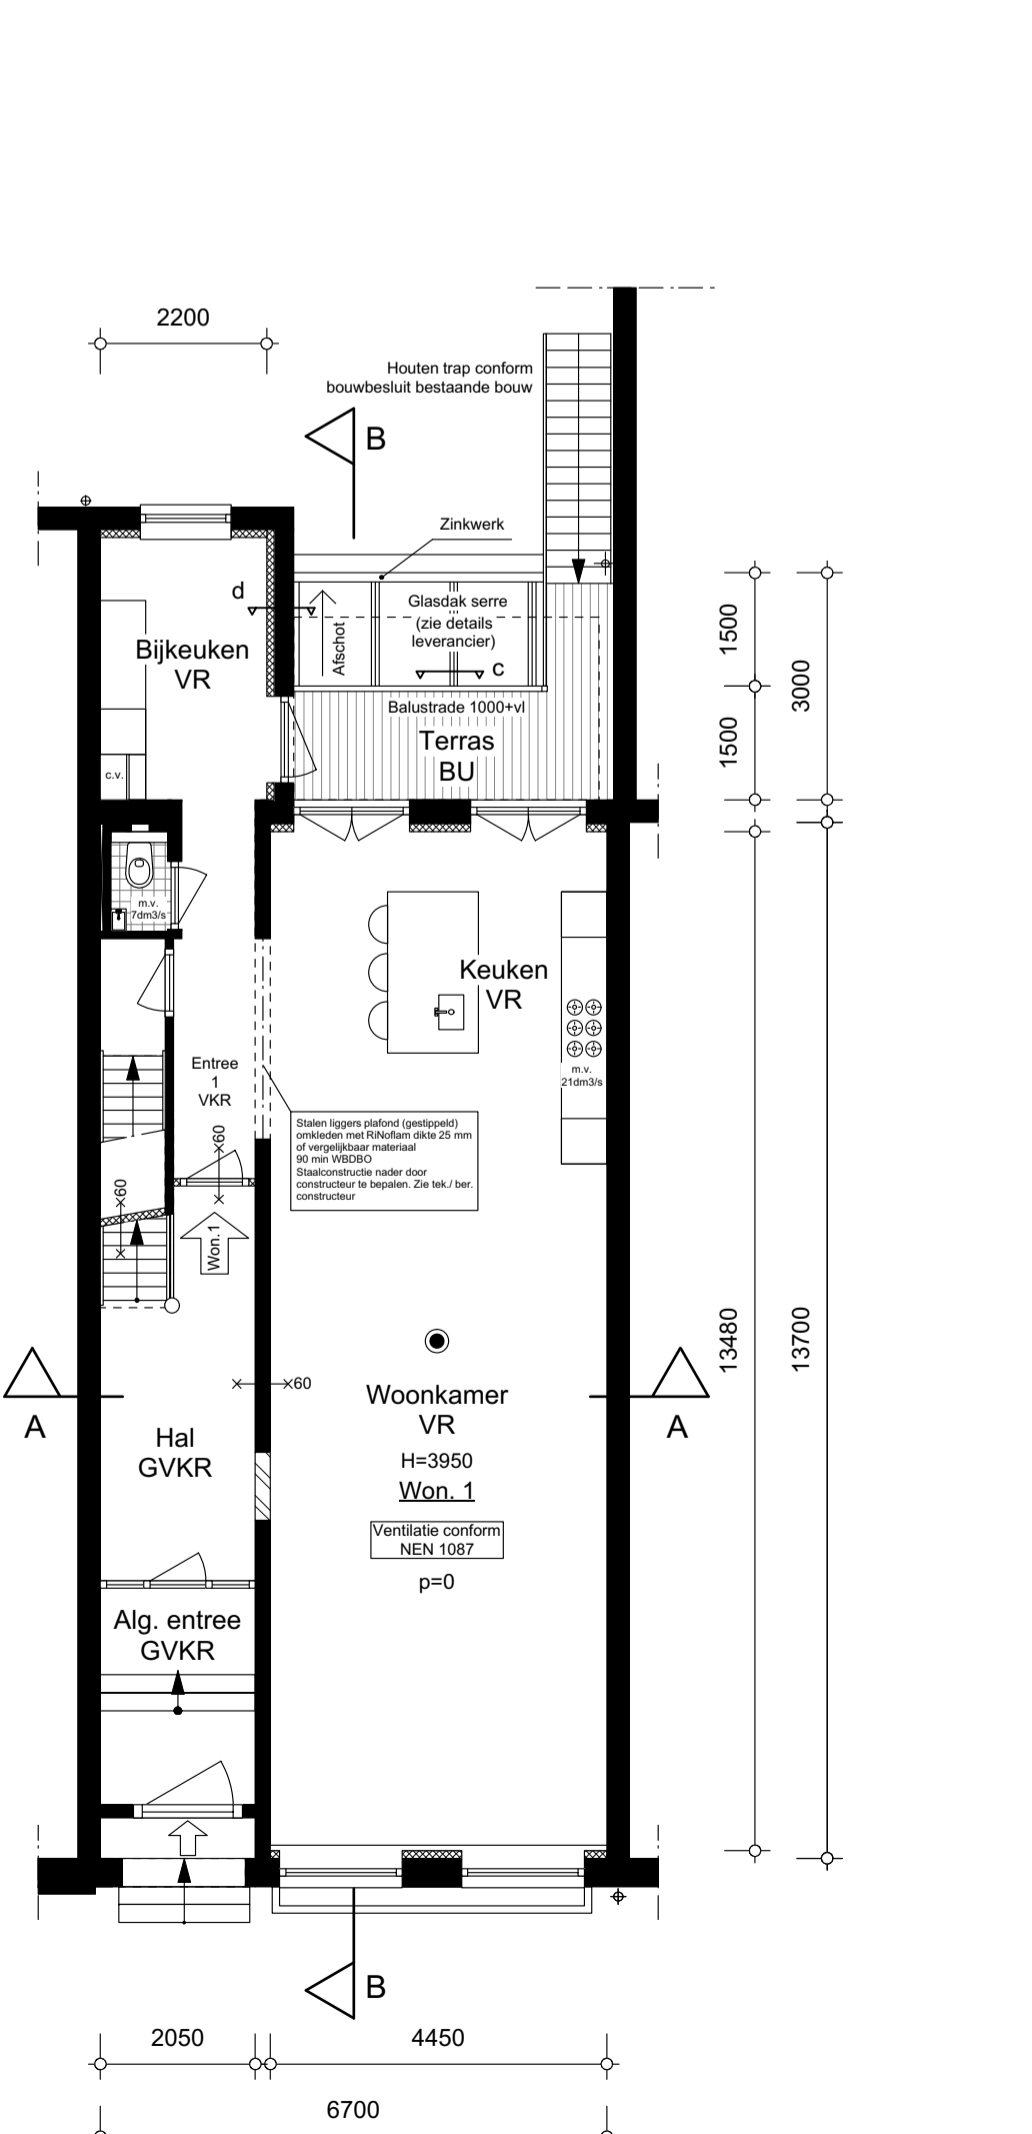 2200
Houten trap conform
bouwbesluit bestaande bouw
B
Zinkwerk
d
Glasdak serre
(zie details
leverancier)
Afschot
c
Bijkeuken
VR
Balustrade 1000+vl
Terras
BU
c.v.
1500
1500
3000
m.v.
7dm3/s
Keuken
VR
m.v.
21dm3/s
Entree
1
VKR
60
60
Stalen liggers plafond (gestippeld)
omkleden met RiNoflam dikte 25 mm
of vergelijkbaar materiaal
90 min WBDBO
Staalconstructie nader door
constructeur te bepalen. Zie tek./ ber.
constructeur
Won.1
13480
13700
60
A
A
Woonkamer
VR
H=3950
Won. 1
Ventilatie conform
NEN 1087
p=0
Hal
GVKR
Alg. entree
GVKR
B
2050
4450
6700